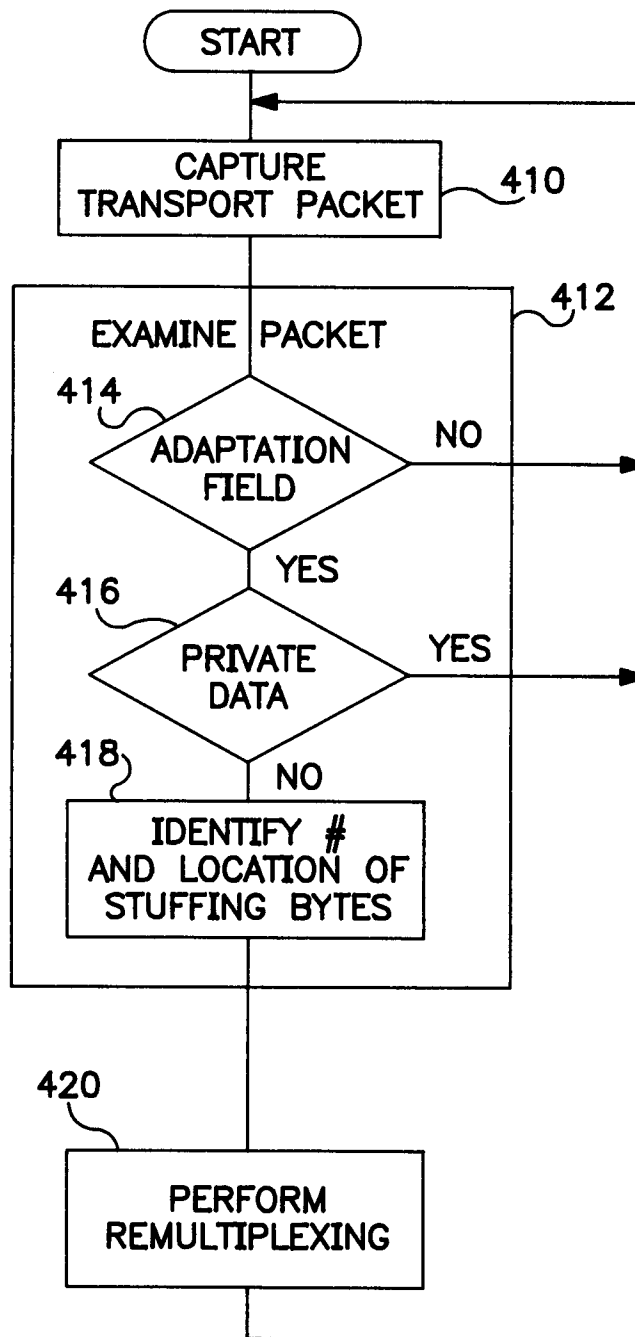 START
CAPTURE
TRANSPORT PACKET
410
412
EXAMINE PACKET
414
ADAPTATION
FIELD
NO
YES
416
PRIVATE
DATA
YES
418
NO
IDENTIFY #
AND LOCATION OF
STUFFING BYTES
420
PERFORM
REMULTIPLEXING